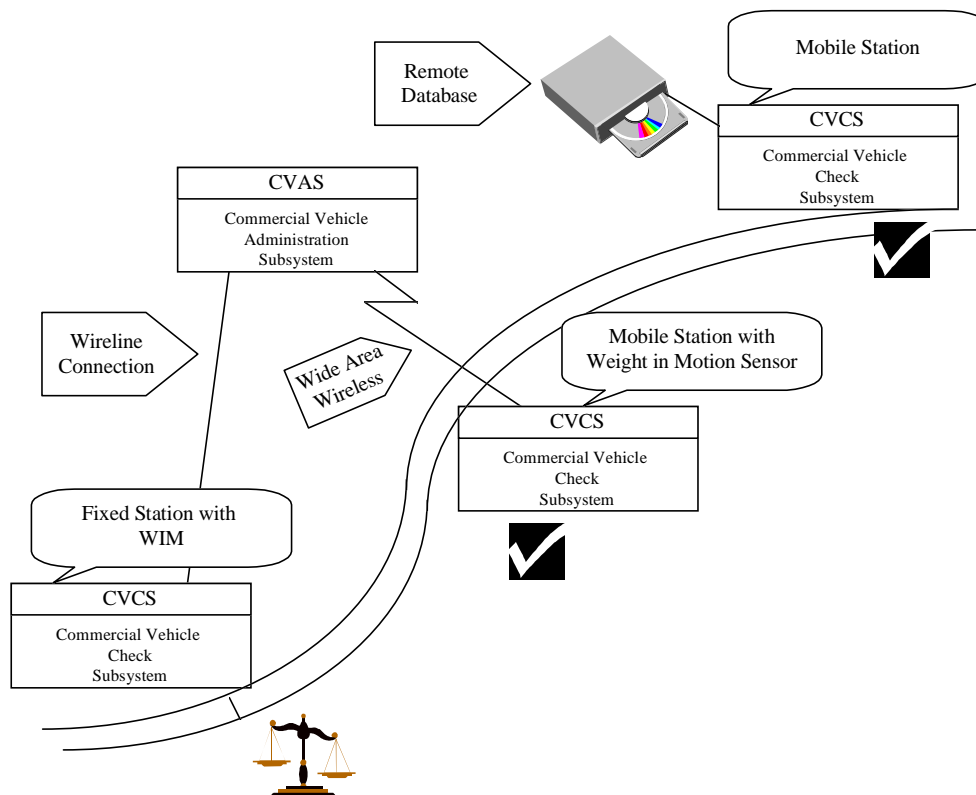 Mobile Station
Remote
Database
CVCS
Commercial Vehicle
Check
Subsystem
CVAS
Commercial Vehicle
Administration
Subsystem
Wireline
Connection
Wide Area
Wireless
Mobile Station with
Weight in Motion Sensor
CVCS
Commercial Vehicle
Check
Subsystem
Fixed Station with
WIM
CVCS
Commercial Vehicle
Check
Subsystem